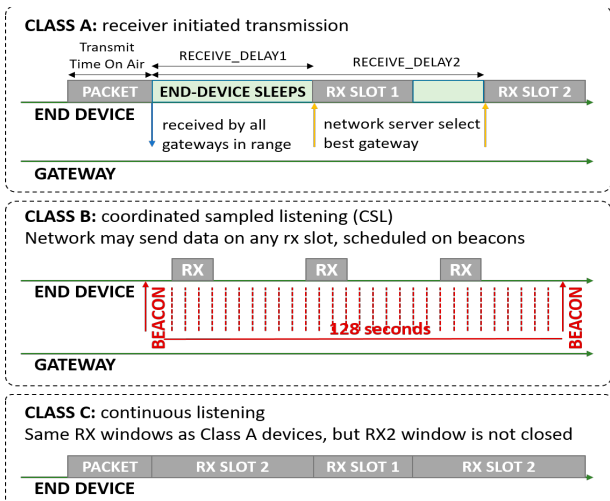 CLASS A: receiver initiated transmission
Transmit
Time On Air
RECEIVE_DELAY1
RECEIVE_DELAY2
PACKET
END-DEVICE SLEEPS
RX SLOT 1
RX SLOT 2
END DEVICE
received by all
gateways in range
network server select
best gateway
GATEWAY
CLASS B: coordinated sampled listening (CSL)
Network may send data on any rx slot, scheduled on beacons
RX
RX
RX
END DEVICE
BEACON
128 seconds
BEACON
GATEWAY
CLASS C: continuous listening
Same RX windows as Class A devices, but RX2 window is not closed
PACKET
RX SLOT 2
RX SLOT 1
RX SLOT 2
END DEVICE